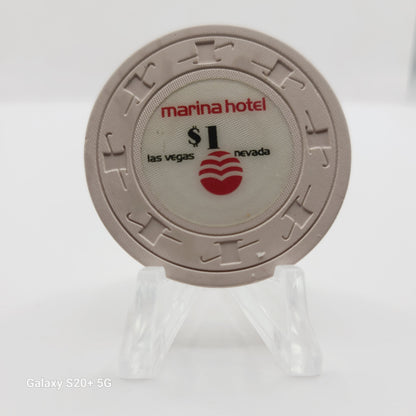 marina hotel
$1
las vegas nevada
Galaxy S20+ 5G